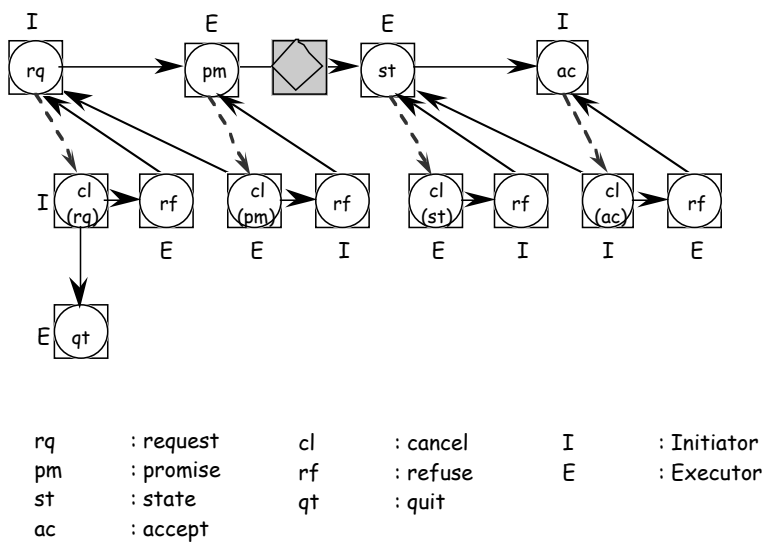 I E E I
rq pm st ac
I cl (rq) rf cl (pm) rf cl (st) rf cl (ac) rf
E E I E I I E
E qt
rq : request cl : cancel I : Initiator
pm : promise rf : refuse E : Executor
st : state qt : quit
ac : accept